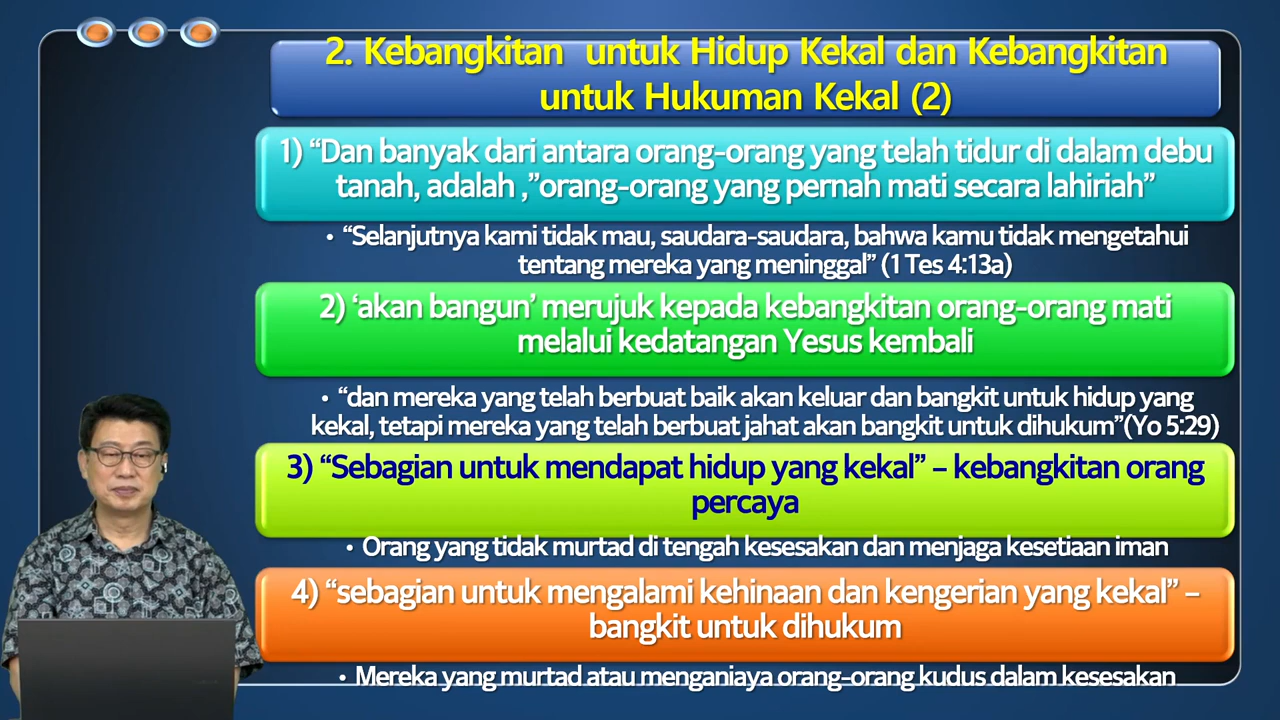 2. Kebangkitan  untuk Hidup Kekal dan Kebangkitan
untuk Hukuman Kekal (2)
1) “Dan banyak dari antara orang-orang yang telah tidur di dalam debu
tanah, adalah ,”orang-orang yang pernah mati secara lahiriah”
• “Selanjutnya kami tidak mau, saudara-saudara, bahwa kamu tidak mengetahui
tentang mereka yang meninggal” (1 Tes 4:13a)
2) ‘akan bangun’ merujuk kepada kebangkitan orang-orang mati
melalui kedatangan Yesus kembali
• “dan mereka yang telah berbuat baik akan keluar dan bangkit untuk hidup yang
kekal, tetapi mereka yang telah berbuat jahat akan bangkit untuk dihukum”(Yo 5:29)
3) “Sebagian untuk mendapat hidup yang kekal” – kebangkitan orang
percaya
• Orang yang tidak murtad di tengah kesesakan dan menjaga kesetiaan iman
4) “sebagian untuk mengalami kehinaan dan kengerian yang kekal” –
bangkit untuk dihukum
• Mereka yang murtad atau menganiaya orang-orang kudus dalam kesesakan